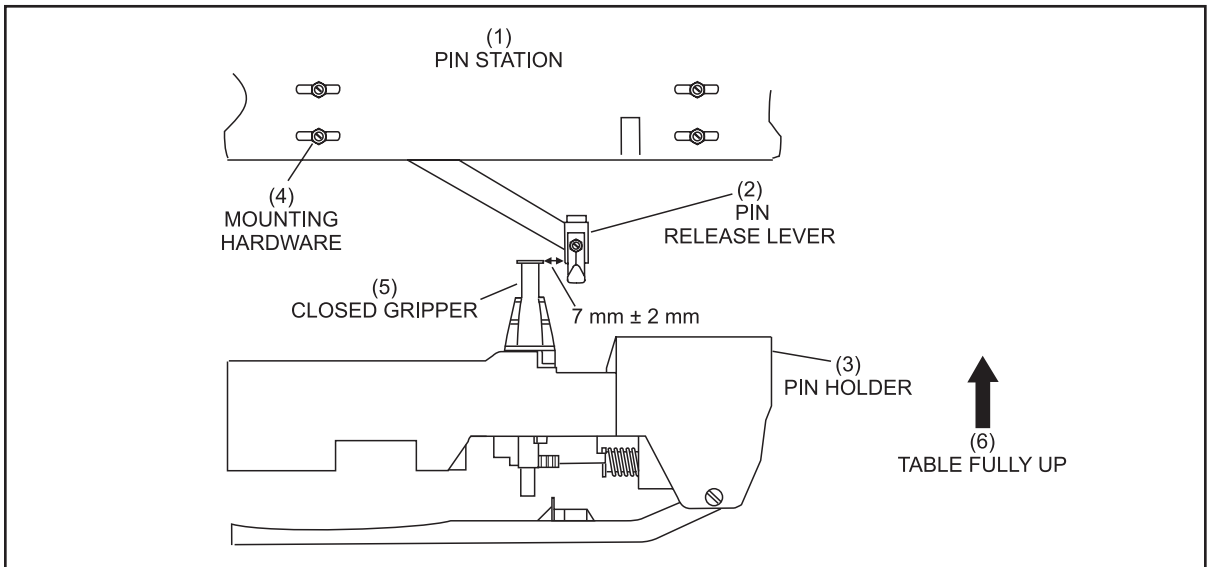 (1)
PIN STATION
(4)
MOUNTING
HARDWARE
(2)
PIN
RELEASE LEVER
(5)
CLOSED GRIPPER
7 mm ± 2 mm
(3)
PIN HOLDER
(6)
TABLE FULLY UP